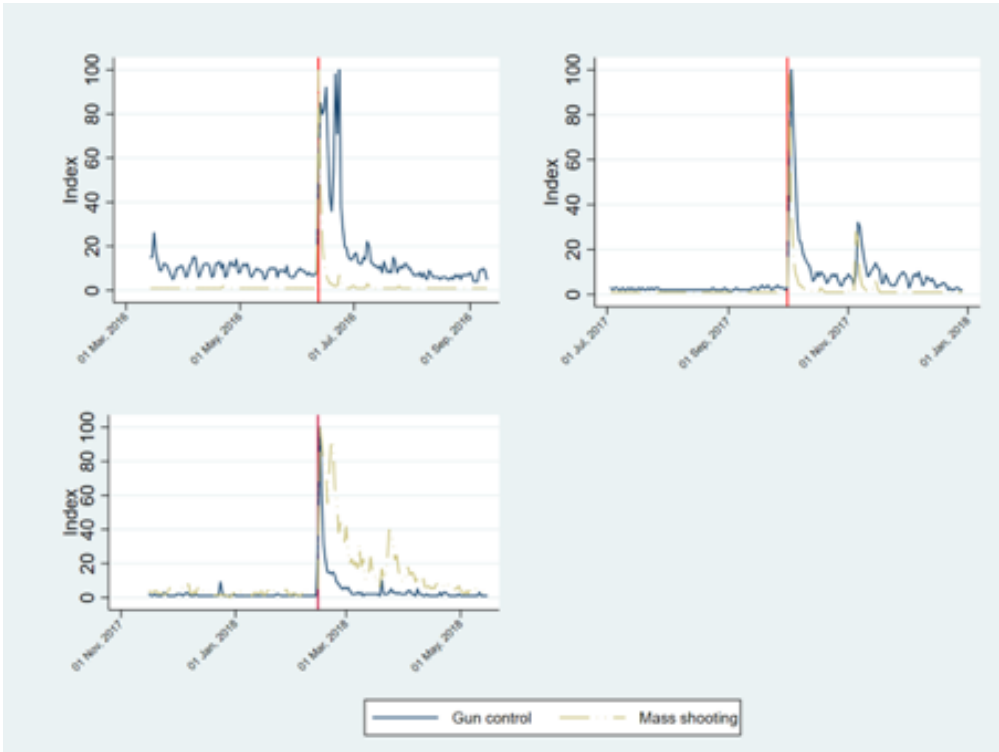 Index
100
80
60
40
20
0
01 Mar, 2016
01 May, 2016
01 Jul, 2016
01 Sep, 2016
Index
100
80
60
40
20
0
01 Jul, 2017
01 Sep, 2017
01 Nov, 2017
01 Jan, 2018
Index
100
80
60
40
20
0
01 Nov, 2017
01 Jan, 2018
01 Mar, 2018
01 May, 2018
Gun control Mass shooting